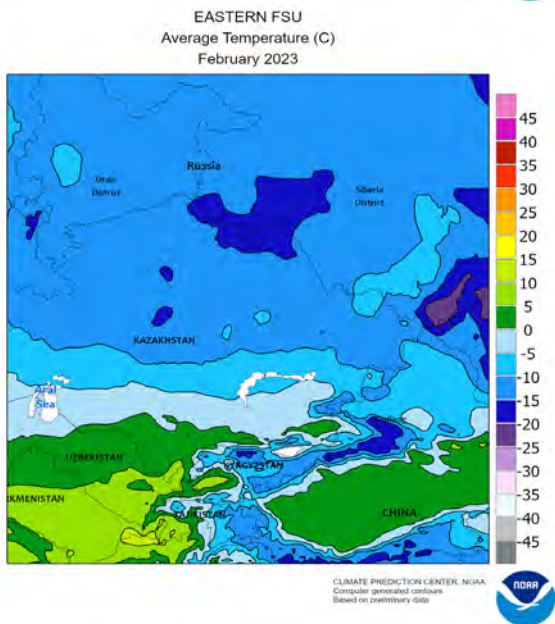 EASTERN FSU
Average Temperature (C)
February 2023
Russia
Ural
District
Siberia
District
KAZAKHSTAN
Aral
Sea
UZBEKISTAN
KYRGYZSTAN
RKMENISTAN
TAJIKISTAN
CHINA
45
40
35
30
25
20
15
10
5
0
-5
-10
-15
-20
-25
-30
-35
-40
-45
CLIMATE PREDICTION CENTER, NOAA
Computer generated contours
Based on preliminary data
NOAA